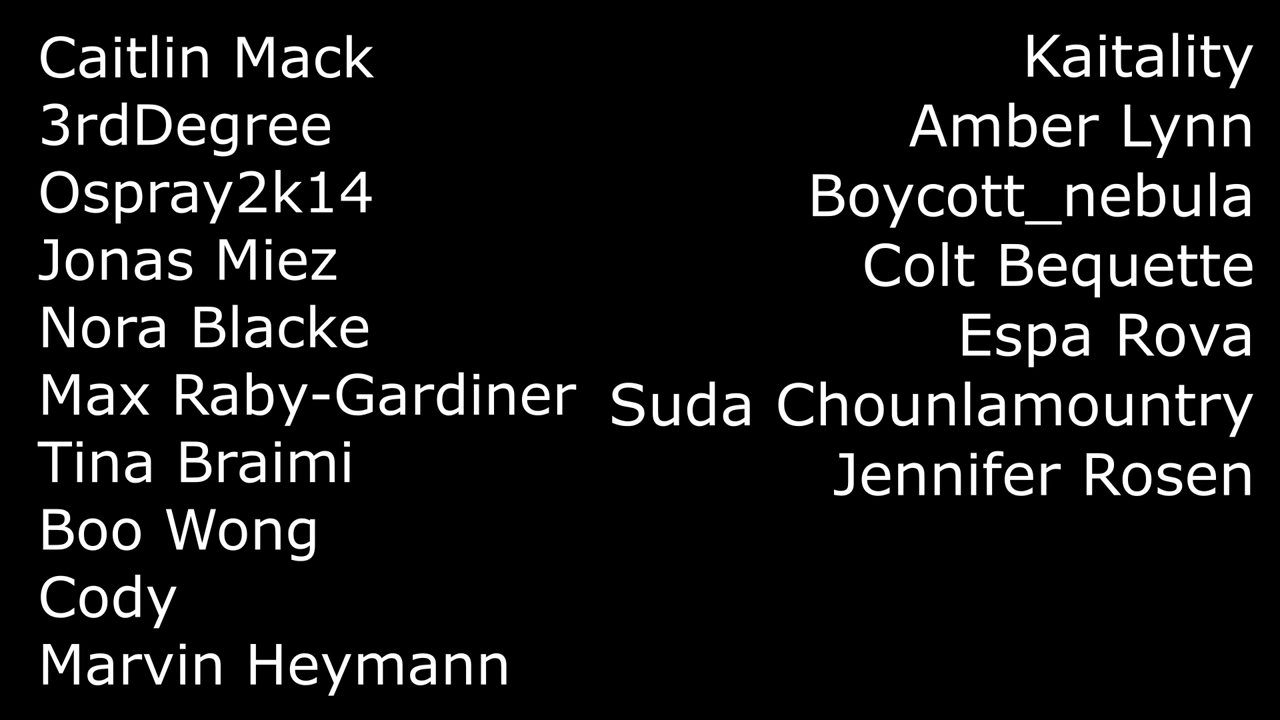 Caitlin Mack
3rdDegree
Ospray2k14
Jonas Miez
Nora Blacke
Max Raby-Gardiner
Tina Braimi
Boo Wong
Cody
Marvin Heymann
Kaitality
Amber Lynn
Boycott_nebula
Colt Bequette
Espa Rova
Suda Chounlamountry
Jennifer Rosen